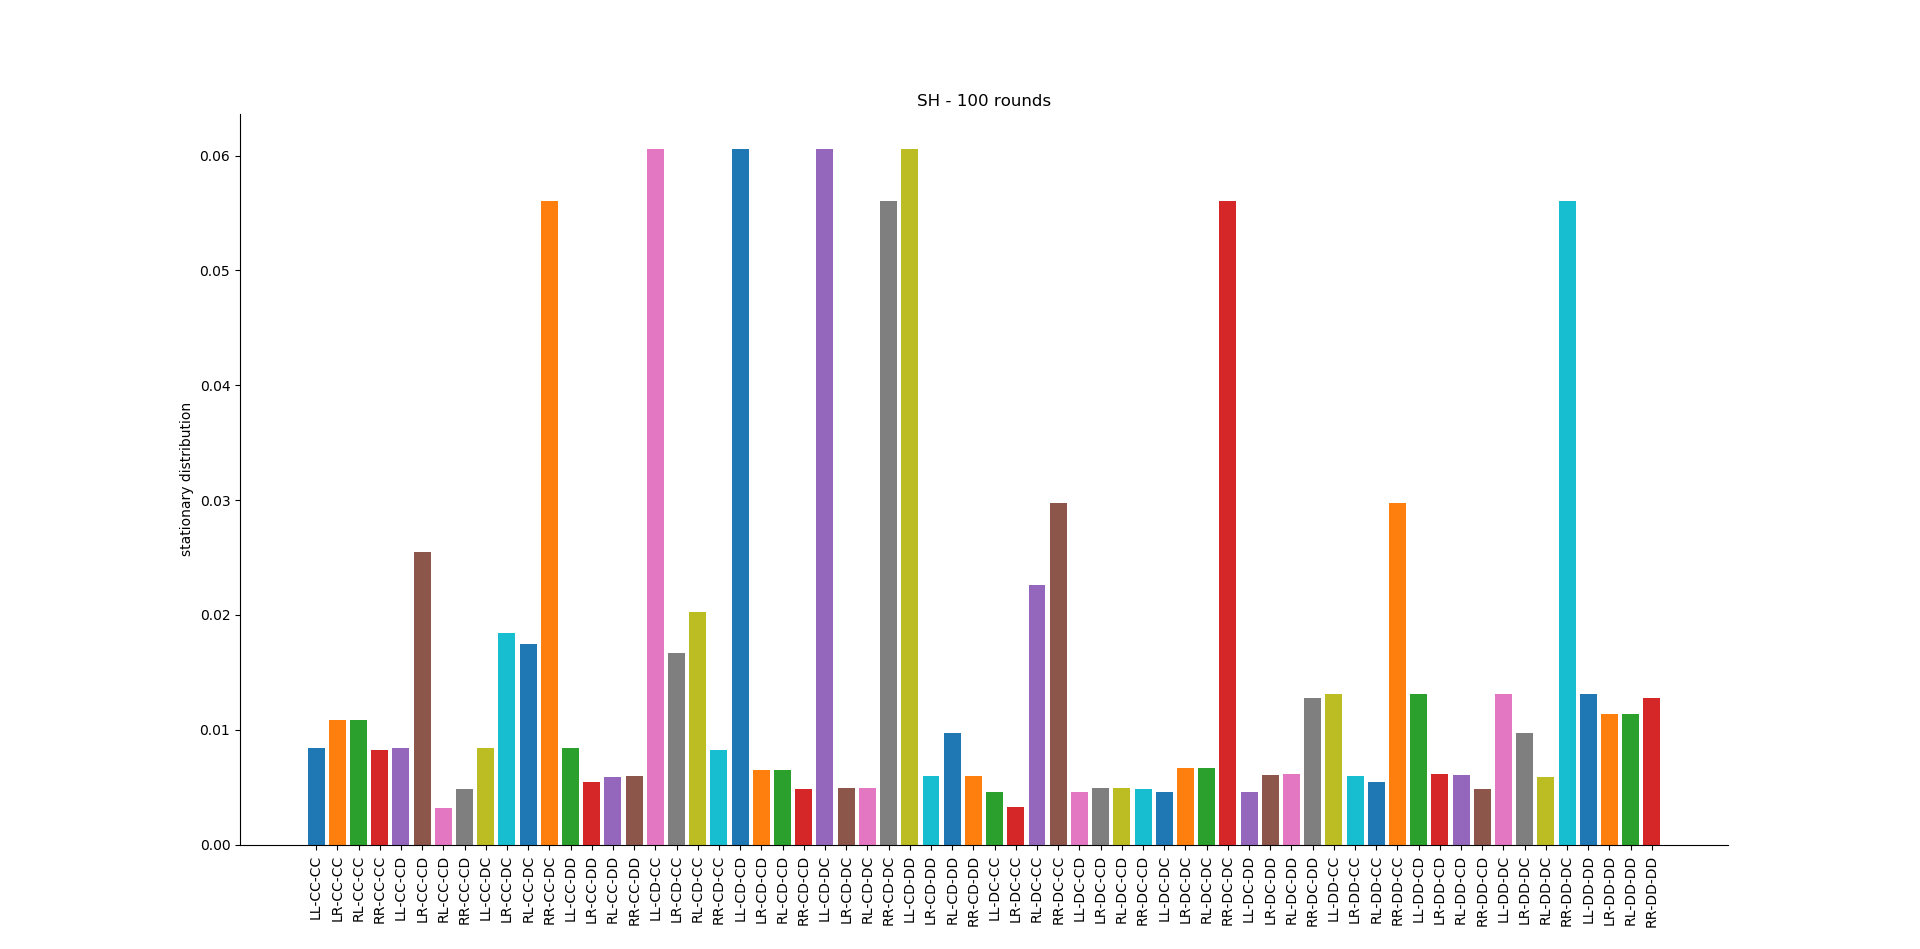 SH - 100 rounds
stationary distribution
0.06
0.05
0.04
0.03
0.02
0.01
0.00
LL-CC-CC
LR-CC-CC
RL-CC-CC
RR-CC-CC
LL-CC-CD
LR-CC-CD
RL-CC-CD
RR-CC-CD
LL-CC-DC
LR-CC-DC
RL-CC-DC
RR-CC-DC
LL-CC-DD
LR-CC-DD
RL-CC-DD
RR-CC-DD
LL-CD-CC
LR-CD-CC
RL-CD-CC
RR-CD-CC
LL-CD-CD
LR-CD-CD
RL-CD-CD
RR-CD-CD
LL-CD-DC
LR-CD-DC
RL-CD-DC
RR-CD-DC
LL-CD-DD
LR-CD-DD
RL-CD-DD
RR-CD-DD
LL-DC-CC
LR-DC-CC
RL-DC-CC
RR-DC-CC
LL-DC-CD
LR-DC-CD
RL-DC-CD
RR-DC-CD
LL-DC-DC
LR-DC-DC
RL-DC-DC
RR-DC-DC
LL-DC-DD
LR-DC-DD
RL-DC-DD
RR-DC-DD
LL-DD-CC
LR-DD-CC
RL-DD-CC
RR-DD-CC
LL-DD-CD
LR-DD-CD
RL-DD-CD
RR-DD-CD
LL-DD-DC
LR-DD-DC
RL-DD-DC
RR-DD-DC
LL-DD-DD
LR-DD-DD
RL-DD-DD
RR-DD-DD